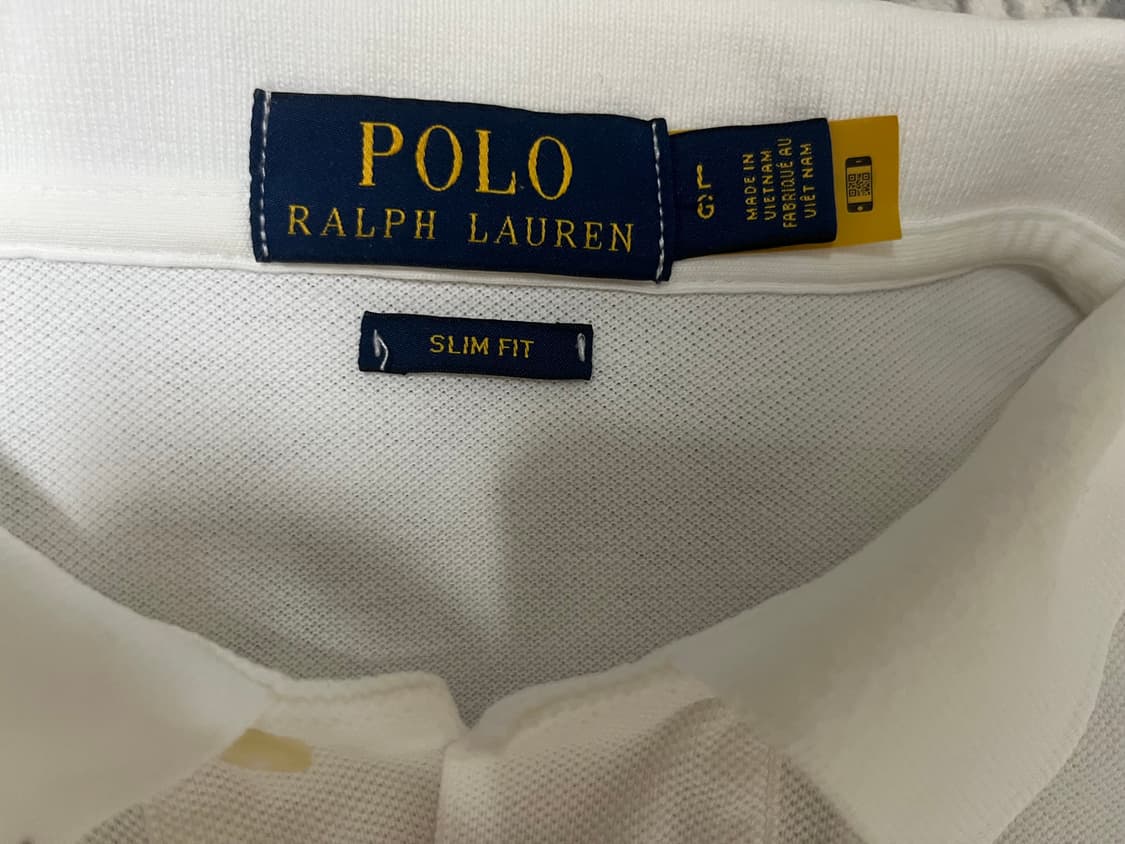 POLO
RALPH LAUREN
L
G
MADE IN
VIETNAM
FABRIQUÉ AU
VIÊT NAM
SLIM FIT